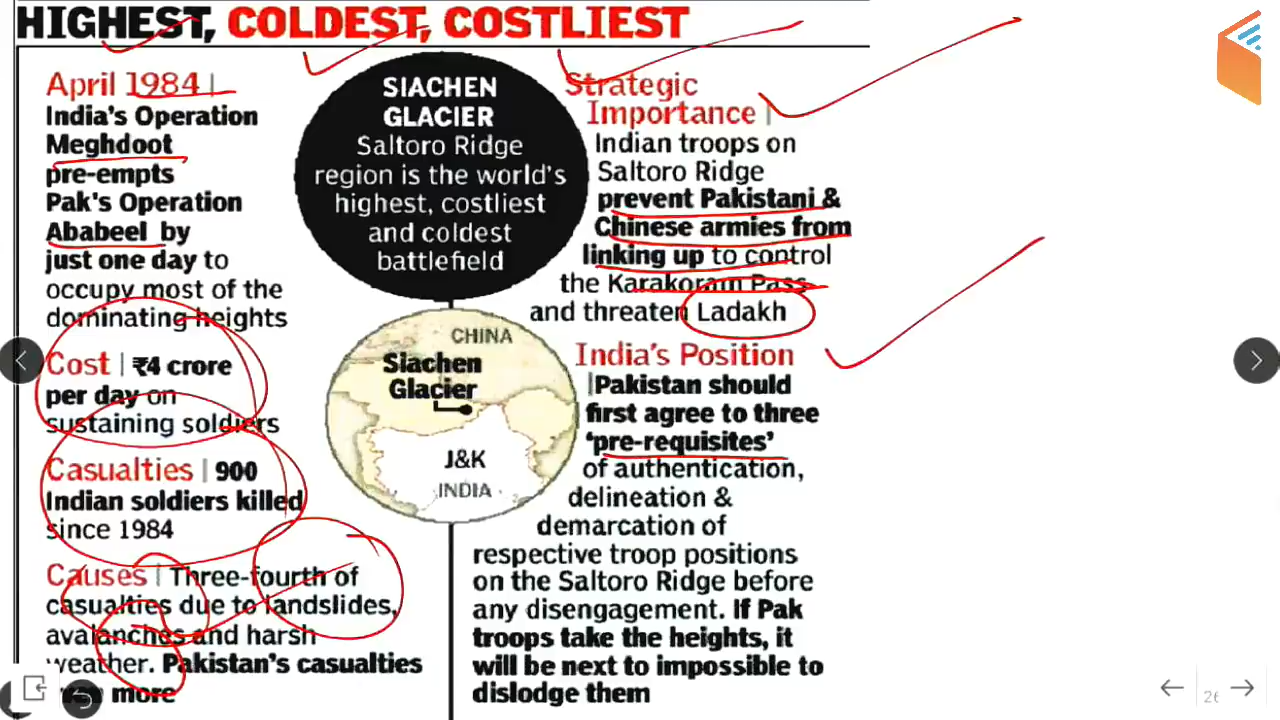 HIGHEST, COLDEST, COSTLIEST
April 1984 |
India's Operation
Meghdoot
pre-empts
Pak's Operation
Ababeel by
just one day to
occupy most of the
dominating heights
Cost | ₹4 crore
per day on
sustaining soldiers
Casualties | 900
Indian soldiers killed
since 1984
Causes | Three-fourth of
casualties due to landslides,
avalanches and harsh
weather. Pakistan's casualties
more
SIACHEN
GLACIER
Saltoro Ridge
region is the world's
highest, costliest
and coldest
battlefield
CHINA
Siachen
Glacier
J&K
INDIA
Strategic
Importance |
Indian troops on
Saltoro Ridge
prevent Pakistani &
Chinese armies from
linking up to control
the Karakoram Pass
and threaten Ladakh
India's Position
|Pakistan should
first agree to three
'pre-requisites'
of authentication,
delineation &
demarcation of
respective troop positions
on the Saltoro Ridge before
any disengagement. If Pak
troops take the heights, it
will be next to impossible to
dislodge them
26